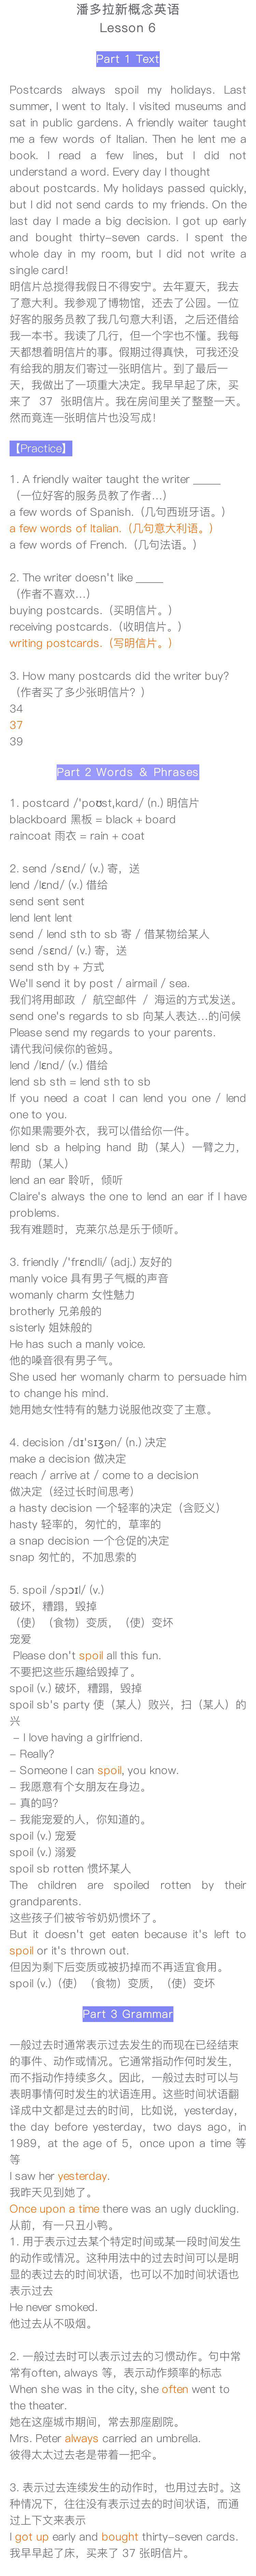 潘多拉新概念英语
Lesson 6
Part 1 Text
Postcards always spoil my holidays. Last
summer, I went to Italy. I visited museums and
sat in public gardens. A friendly waiter taught
me a few words of Italian. Then he lent me a
book. I read a few lines, but I did not
understand a word. Every day I thought
about postcards. My holidays passed quickly,
but I did not send cards to my friends. On the
last day I made a big decision. I got up early
and bought thirty-seven cards. I spent the
whole day in my room, but I did not write a
single card!
明信片总搅得我假日不得安宁。去年夏天，我去
了意大利。我参观了博物馆，还去了公园。一位
好客的服务员教了我几句意大利语，之后还借给
我一本书。我读了几行，但一个字也不懂。我每
天都想着明信片的事。假期过得真快，可我还没
有给我的朋友们寄过一张明信片。到了最后一
天，我做出了一项重大决定。我早早起了床，买
来了 37 张明信片。我在房间里关了整整一天。
然而竟连一张明信片也没写成！
【Practice】
1. A friendly waiter taught the writer _____
（一位好客的服务员教了作者…）
a few words of Spanish.（几句西班牙语。）
a few words of Italian.（几句意大利语。）
a few words of French.（几句法语。）
2. The writer doesn't like _____
（作者不喜欢…）
buying postcards.（买明信片。）
receiving postcards.（收明信片。）
writing postcards.（写明信片。）
3. How many postcards did the writer buy?
（作者买了多少张明信片？）
34
37
39
Part 2 Words & Phrases
1. postcard /ˈpoʊstˌkɑrd/ (n.) 明信片
blackboard 黑板 = black + board
raincoat 雨衣 = rain + coat
2. send /sɛnd/ (v.) 寄，送
lend /lɛnd/ (v.) 借给
send sent sent
lend lent lent
send / lend sth to sb 寄 / 借某物给某人
send /sɛnd/ (v.) 寄，送
send sth by + 方式
We'll send it by post / airmail / sea.
我们将用邮政 / 航空邮件 / 海运的方式发送。
send one's regards to sb 向某人表达…的问候
Please send my regards to your parents.
请代我问候你的爸妈。
lend /lɛnd/ (v.) 借给
lend sb sth = lend sth to sb
If you need a coat I can lend you one / lend
one to you.
你如果需要外衣，我可以借给你一件。
lend sb a helping hand 助（某人）一臂之力，
帮助（某人）
lend an ear 聆听，倾听
Claire's always the one to lend an ear if I have
problems.
我有难题时，克莱尔总是乐于倾听。
3. friendly /ˈfrɛndli/ (adj.) 友好的
manly voice 具有男子气概的声音
womanly charm 女性魅力
brotherly 兄弟般的
sisterly 姐妹般的
He has such a manly voice.
他的嗓音很有男子气。
She used her womanly charm to persuade him
to change his mind.
她用她女性特有的魅力说服他改变了主意。
4. decision /dɪˈsɪʒən/ (n.) 决定
make a decision 做决定
reach / arrive at / come to a decision
做决定（经过长时间思考）
a hasty decision 一个轻率的决定（含贬义）
hasty 轻率的，匆忙的，草率的
a snap decision 一个仓促的决定
snap 匆忙的，不加思索的
5. spoil /spɔɪl/ (v.)
破坏，糟蹋，毁掉
（使）（食物）变质，（使）变坏
宠爱
Please don't spoil all this fun.
不要把这些乐趣给毁掉了。
spoil (v.) 破坏，糟蹋，毁掉
spoil sb's party 使（某人）败兴，扫（某人）的
兴
- I love having a girlfriend.
- Really?
- Someone I can spoil, you know.
- 我愿意有个女朋友在身边。
- 真的吗？
- 我能宠爱的人，你知道的。
spoil (v.) 宠爱
spoil (v.) 溺爱
spoil sb rotten 惯坏某人
The children are spoiled rotten by their
grandparents.
这些孩子们被爷爷奶奶惯坏了。
But it doesn't get eaten because it's left to
spoil or it's thrown out.
但因为剩下后变质或被扔掉而不再适宜食用。
spoil (v.)（使）（食物）变质，（使）变坏
Part 3 Grammar
一般过去时通常表示过去发生的而现在已经结束
的事件、动作或情况。它通常指动作何时发生，
而不指动作持续多久。因此，一般过去时可以与
表明事情何时发生的状语连用。这些时间状语翻
译成中文都是过去的时间，比如说，yesterday，
the day before yesterday，two days ago，in
1989，at the age of 5，once upon a time 等
等
I saw her yesterday.
我昨天见到她了。
Once upon a time there was an ugly duckling.
从前，有一只丑小鸭。
1. 用于表示过去某个特定时间或某一段时间发生
的动作或情况。这种用法中的过去时间可以是明
显的表过去的时间状语，也可以不加时间状语也
表示过去
He never smoked.
他过去从不吸烟。
2. 一般过去时可以表示过去的习惯动作。句中常
常有often, always 等，表示动作频率的标志
When she was in the city, she often went to
the theater.
她在这座城市期间，常去那座剧院。
Mrs. Peter always carried an umbrella.
彼得太太过去老是带着一把伞。
3. 表示过去连续发生的动作时，也用过去时。这
种情况下，往往没有表示过去的时间状语，而通
过上下文来表示
I got up early and bought thirty-seven cards.
我早早起了床，买来了 37 张明信片。